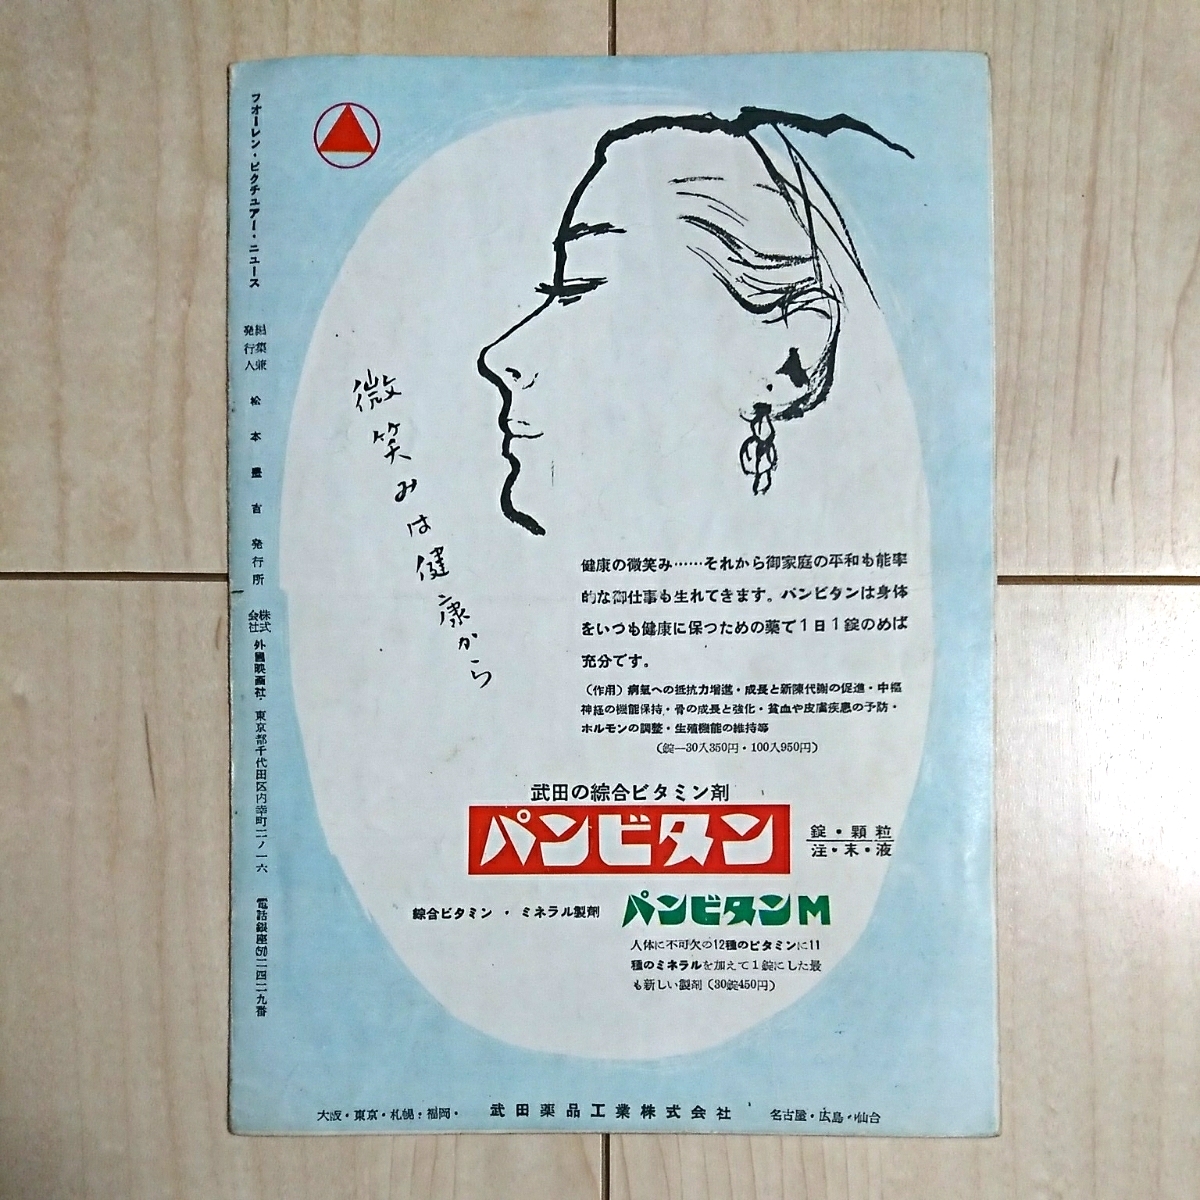 フオーレン・ピクチュアー・ニュース
編集兼
発行人
松本豊吉
発行所
株式
会社
外國映画社・東京都千代田区内幸町二ノ一六
電話銀座(57)二四二九番
微笑みは健康から
健康の微笑み……それから御家庭の平和も能率
的な御仕事も生れてきます。パンビタンは身体
をいつも健康に保つための薬で1日1錠のめば
充分です。
（作用）病氣への抵抗力増進・成長と新陳代謝の促進・中樞
神経の機能保持・骨の成長と強化・貧血や皮膚疾患の予防・
ホルモンの調整・生殖機能の維持等
（錠―30入350円・100入950円）
武田の綜合ビタミン剤
パンビタン
錠・顆粒
注・末・液
綜合ビタミン・ミネラル製剤
パンビタンM
人体に不可欠の12種のビタミンに11
種のミネラルを加えて1錠にした最
も新しい製剤（30錠450円）
大阪・東京・札幌・福岡・ 武田薬品工業株式会社 名古屋・広島・仙台